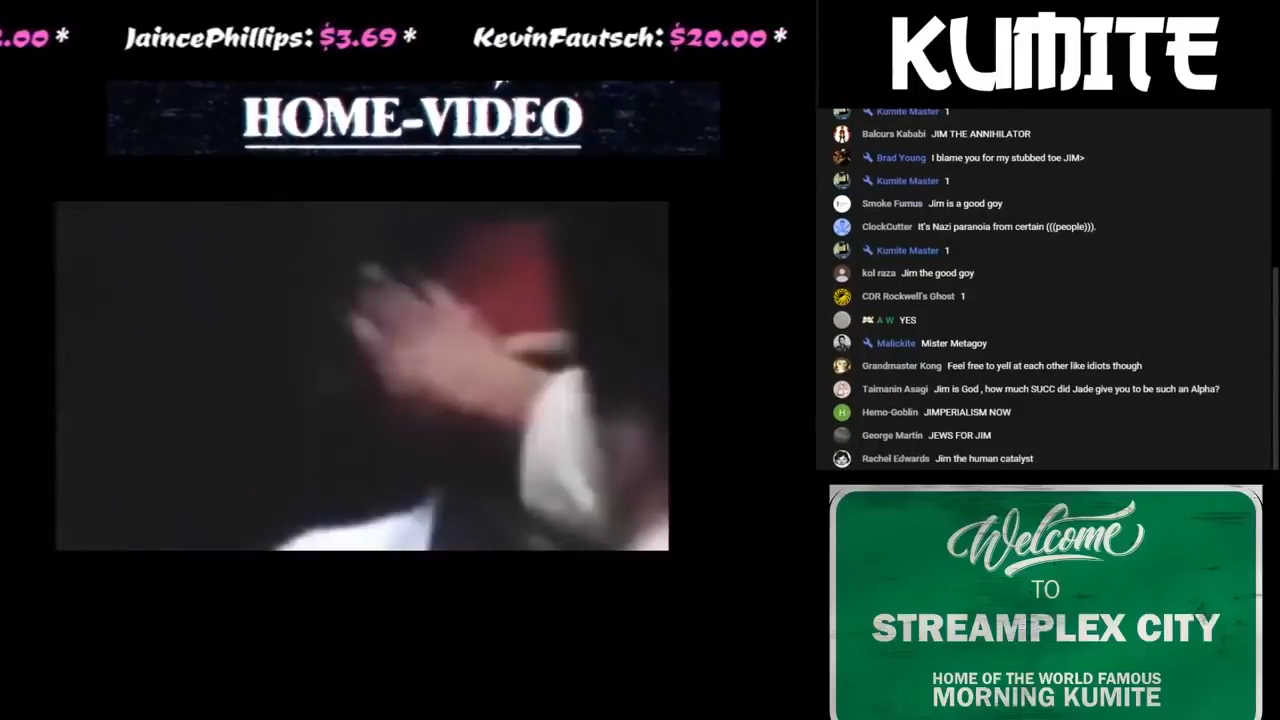 2.00 * JaincePhillips: $3.69 * KevinFautsch: $20.00 *
KUMITE
HOME-VIDEO
Kumite Master 1
Balcurs Kababi JIM THE ANNIHILATOR
Brad Young I blame you for my stubbed toe JIM>
Kumite Master 1
Smoke Fumus Jim is a good goy
ClockCutter It's Nazi paranoia from certain (((people))).
Kumite Master 1
kol raza Jim the good goy
CDR Rockwell's Ghost 1
A W YES
Malickite Mister Metagoy
Grandmaster Kong Feel free to yell at each other like idiots though
Taimanin Asagi Jim is God , how much SUCC did Jade give you to be such an Alpha?
H Hemo-Goblin JIMPERIALISM NOW
George Martin JEWS FOR JIM
Rachel Edwards Jim the human catalyst
Welcome
TO
STREAMPLEX CITY
HOME OF THE WORLD FAMOUS
MORNING KUMITE